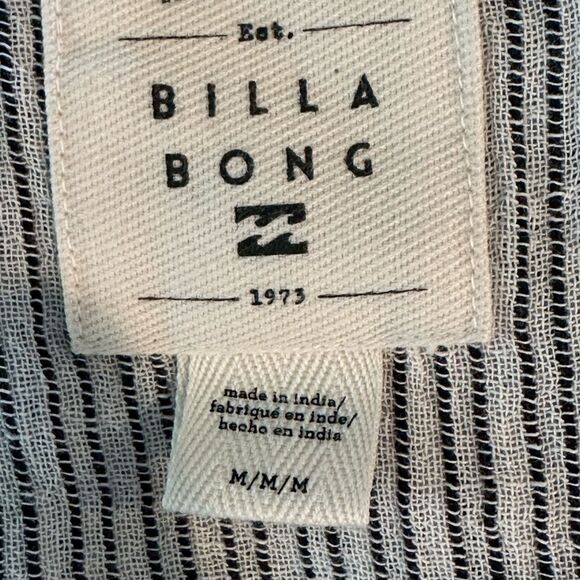 Est.
BILLA
BONG
1973
made in india/
fabriqué en inde/
hecho en india
M/M/M